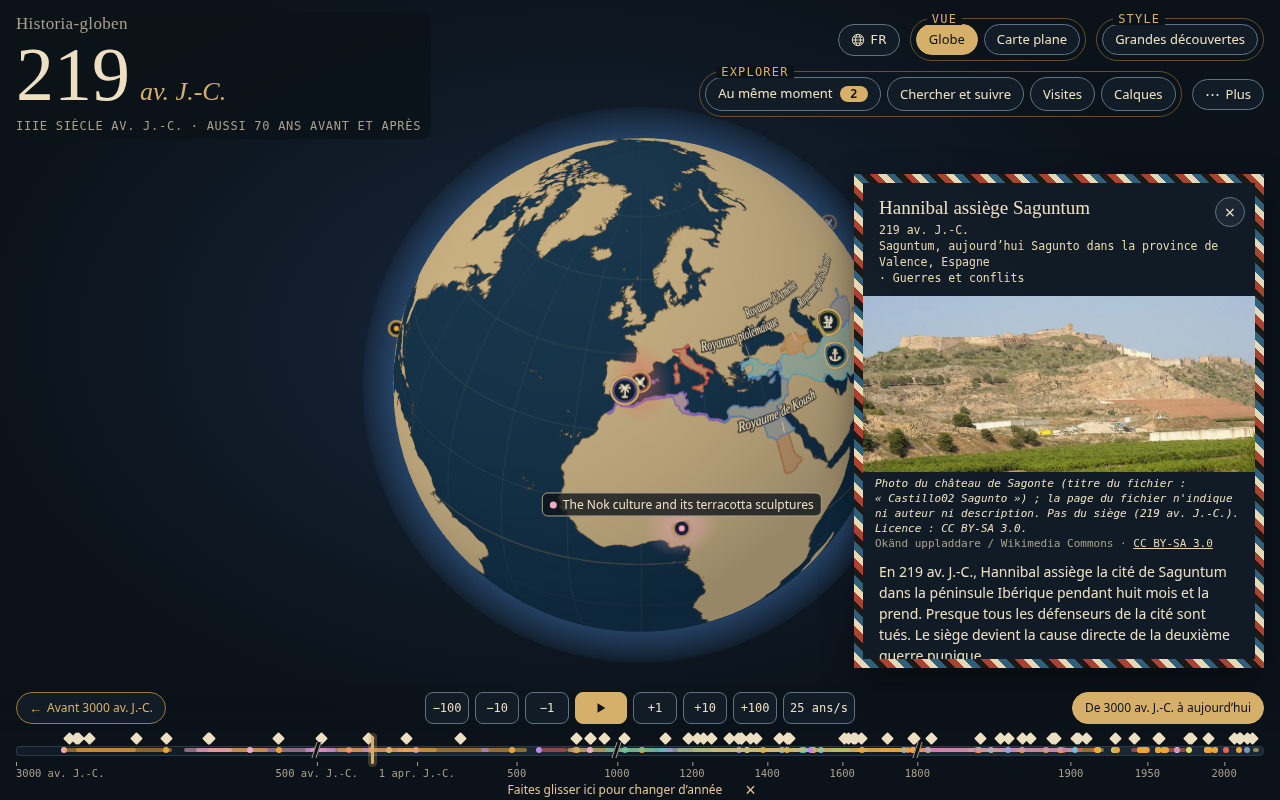 Historia-globen
219 av. J.-C.
IIIE SIÈCLE AV. J.-C. · AUSSI 70 ANS AVANT ET APRÈS
FR
VUE
Globe
Carte plane
STYLE
Grandes découvertes
EXPLORER
Au même moment 2
Chercher et suivre
Visites
Calques
··· Plus
Royaume d'Arménie
Royaume ptolémaïque
Royaume de Koush
The Nok culture and its terracotta sculptures
Hannibal assiège Saguntum
219 av. J.-C.
Saguntum, aujourd’hui Sagunto dans la province de
Valence, Espagne
· Guerres et conflits
Photo du château de Sagonte (titre du fichier :
« Castillo02 Sagunto ») ; la page du fichier n'indique
ni auteur ni description. Pas du siège (219 av. J.-C.).
Licence : CC BY-SA 3.0.
Okänd uppladdare / Wikimedia Commons · CC BY-SA 3.0
En 219 av. J.-C., Hannibal assiège la cité de Saguntum
dans la péninsule Ibérique pendant huit mois et la
prend. Presque tous les défenseurs de la cité sont
tués. Le siège devient la cause directe de la deuxième
guerre punique.
← Avant 3000 av. J.-C.
−100
−10
−1
+1
+10
+100
25 ans/s
De 3000 av. J.-C. à aujourd’hui
3000 av. J.-C.
500 av. J.-C.
1 apr. J.-C.
500
1000
1200
1400
1600
1800
1900
1950
2000
Faites glisser ici pour changer d’année ✕